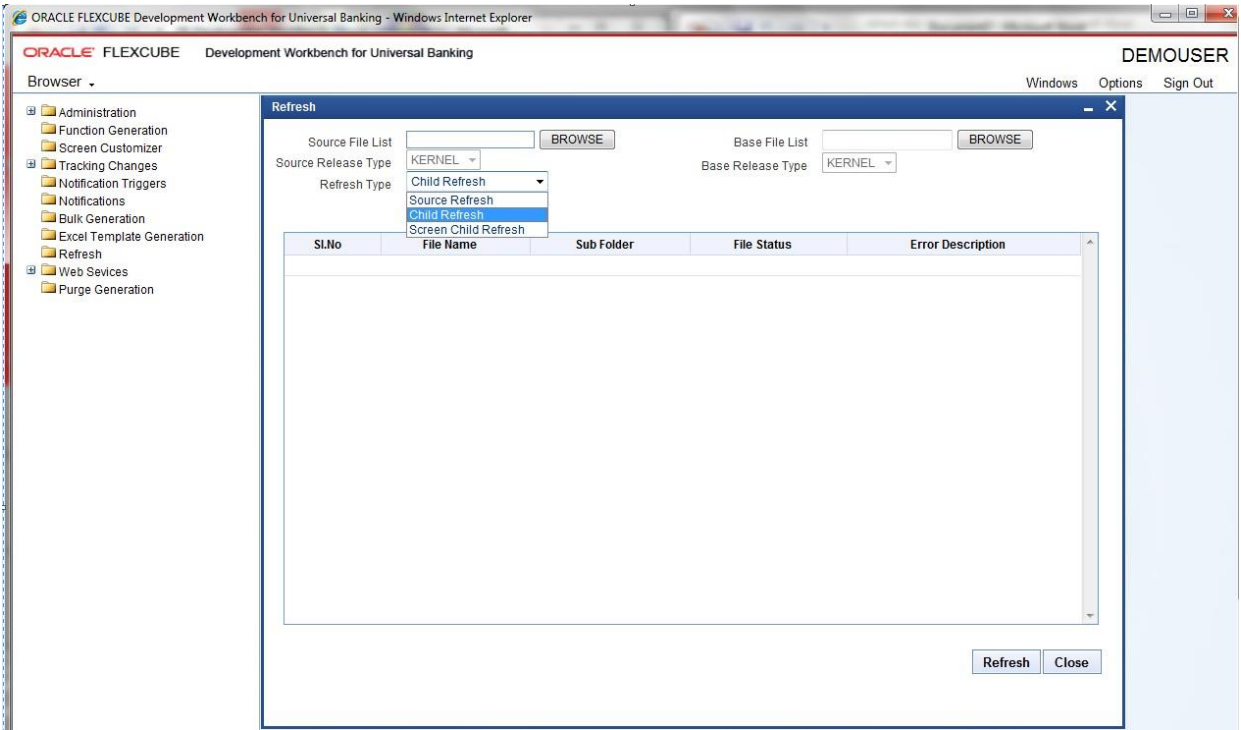 ORACLE FLEXCUBE Development Workbench for Universal Banking - Windows Internet Explorer
ORACLE' FLEXCUBE Development Workbench for Universal Banking
DEMOUSER
Browser
Windows Options Sign Out
Administration
Function Generation
Screen Customizer
Tracking Changes
Notification Triggers
Notifications
Bulk Generation
Excel Template Generation
Refresh
Web Sevices
Purge Generation
Refresh
Source File List BROWSE Base File List BROWSE
Source Release Type KERNEL Base Release Type KERNEL
Refresh Type Child Refresh
Source Refresh
Child Refresh
Screen Child Refresh
Sl.No File Name Sub Folder File Status Error Description
Refresh Close